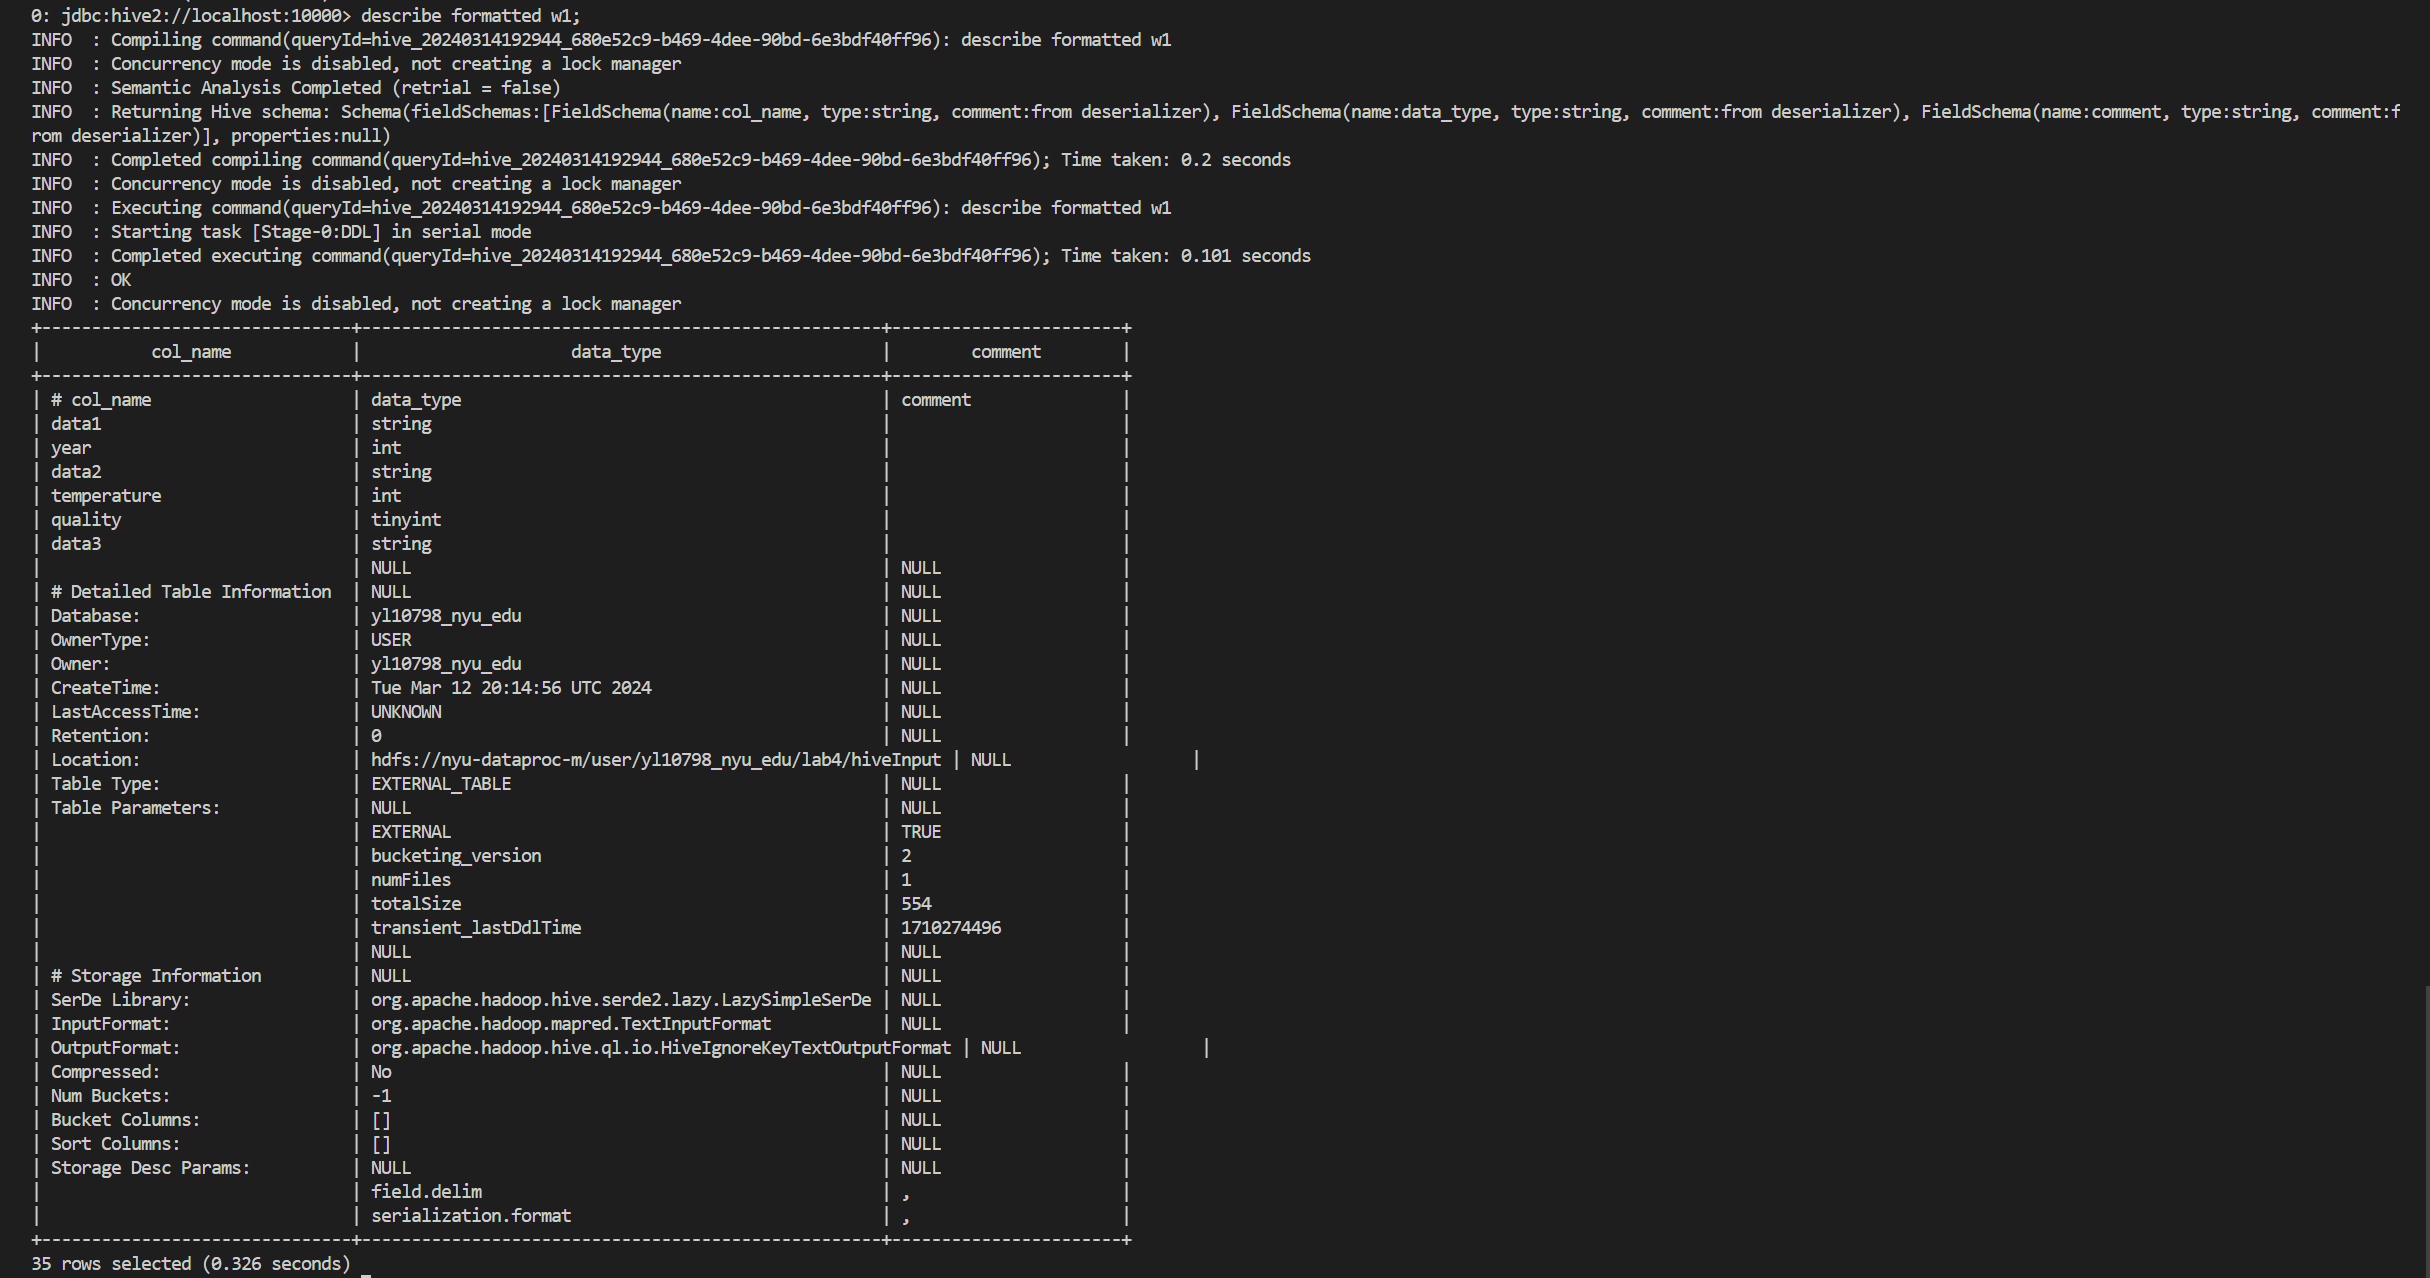 0: jdbc:hive2://localhost:10000> describe formatted w1;
INFO  : Compiling command(queryId=hive_20240314192944_680e52c9-b469-4dee-90bd-6e3bdf40ff96): describe formatted w1
INFO  : Concurrency mode is disabled, not creating a lock manager
INFO  : Semantic Analysis Completed (retrial = false)
INFO  : Returning Hive schema: Schema(fieldSchemas:[FieldSchema(name:col_name, type:string, comment:from deserializer), FieldSchema(name:data_type, type:string, comment:from deserializer), FieldSchema(name:comment, type:string, comment:f
rom deserializer)], properties:null)
INFO  : Completed compiling command(queryId=hive_20240314192944_680e52c9-b469-4dee-90bd-6e3bdf40ff96); Time taken: 0.2 seconds
INFO  : Concurrency mode is disabled, not creating a lock manager
INFO  : Executing command(queryId=hive_20240314192944_680e52c9-b469-4dee-90bd-6e3bdf40ff96): describe formatted w1
INFO  : Starting task [Stage-0:DDL] in serial mode
INFO  : Completed executing command(queryId=hive_20240314192944_680e52c9-b469-4dee-90bd-6e3bdf40ff96); Time taken: 0.101 seconds
INFO  : OK
INFO  : Concurrency mode is disabled, not creating a lock manager
+-------------------------------+----------------------------------------------------+-----------------------+
|           col_name            |                     data_type                      |        comment        |
+-------------------------------+----------------------------------------------------+-----------------------+
| # col_name                    | data_type                                          | comment               |
| data1                         | string                                             |                       |
| year                          | int                                                |                       |
| data2                         | string                                             |                       |
| temperature                   | int                                                |                       |
| quality                       | tinyint                                            |                       |
| data3                         | string                                             |                       |
|                               | NULL                                               | NULL                  |
| # Detailed Table Information  | NULL                                               | NULL                  |
| Database:                     | yl10798_nyu_edu                                    | NULL                  |
| OwnerType:                    | USER                                               | NULL                  |
| Owner:                        | yl10798_nyu_edu                                    | NULL                  |
| CreateTime:                   | Tue Mar 12 20:14:56 UTC 2024                       | NULL                  |
| LastAccessTime:               | UNKNOWN                                            | NULL                  |
| Retention:                    | 0                                                  | NULL                  |
| Location:                     | hdfs://nyu-dataproc-m/user/yl10798_nyu_edu/lab4/hiveInput | NULL                  |
| Table Type:                   | EXTERNAL_TABLE                                     | NULL                  |
| Table Parameters:             | NULL                                               | NULL                  |
|                               | EXTERNAL                                           | TRUE                  |
|                               | bucketing_version                                  | 2                     |
|                               | numFiles                                           | 1                     |
|                               | totalSize                                          | 554                   |
|                               | transient_lastDdlTime                              | 1710274496            |
|                               | NULL                                               | NULL                  |
| # Storage Information         | NULL                                               | NULL                  |
| SerDe Library:                | org.apache.hadoop.hive.serde2.lazy.LazySimpleSerDe | NULL                  |
| InputFormat:                  | org.apache.hadoop.mapred.TextInputFormat           | NULL                  |
| OutputFormat:                 | org.apache.hadoop.hive.ql.io.HiveIgnoreKeyTextOutputFormat | NULL                  |
| Compressed:                   | No                                                 | NULL                  |
| Num Buckets:                  | -1                                                 | NULL                  |
| Bucket Columns:               | []                                                 | NULL                  |
| Sort Columns:                 | []                                                 | NULL                  |
| Storage Desc Params:          | NULL                                               | NULL                  |
|                               | field.delim                                        | ,                     |
|                               | serialization.format                               | ,                     |
+-------------------------------+----------------------------------------------------+-----------------------+
35 rows selected (0.326 seconds)